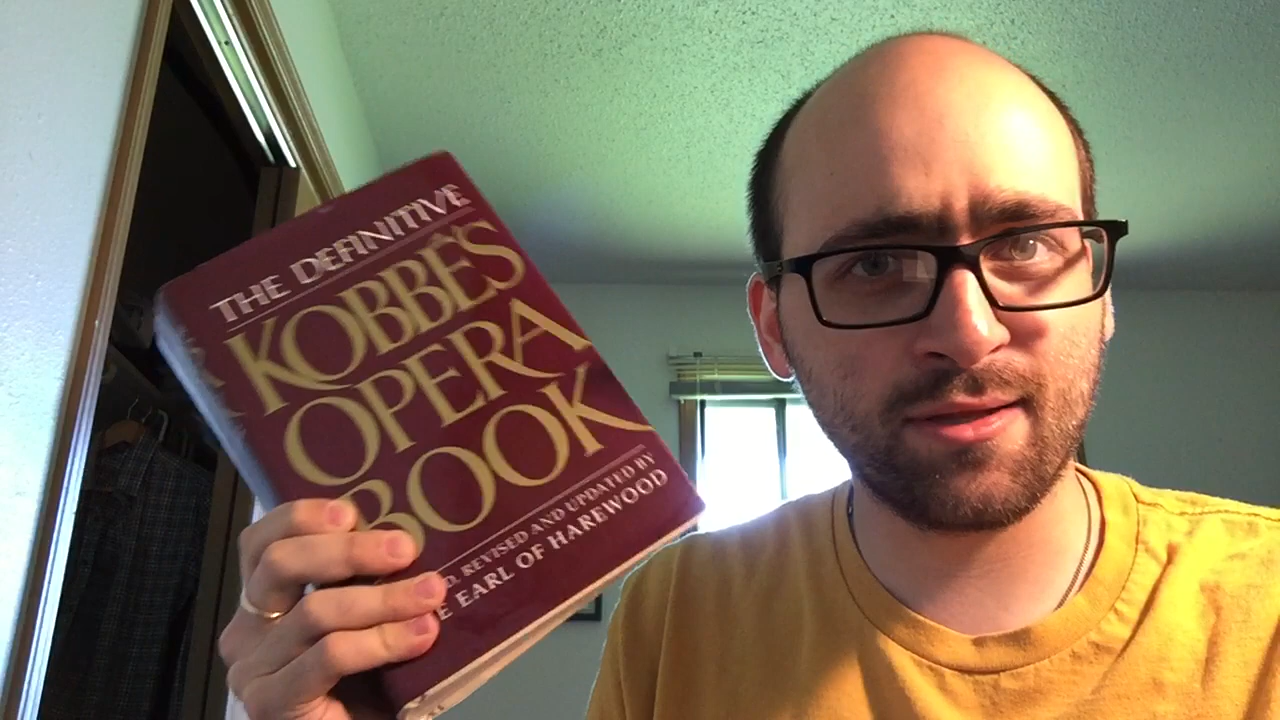 THE DEFINITIVE
KOBBÉ'S
OPERA
BOOK
REVISED AND UPDATED BY
EARL OF HAREWOOD